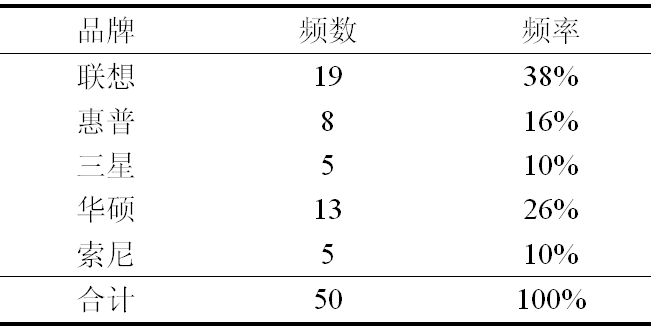 品牌 频数 频率
联想 19 38%
惠普 8 16%
三星 5 10%
华硕 13 26%
索尼 5 10%
合计 50 100%